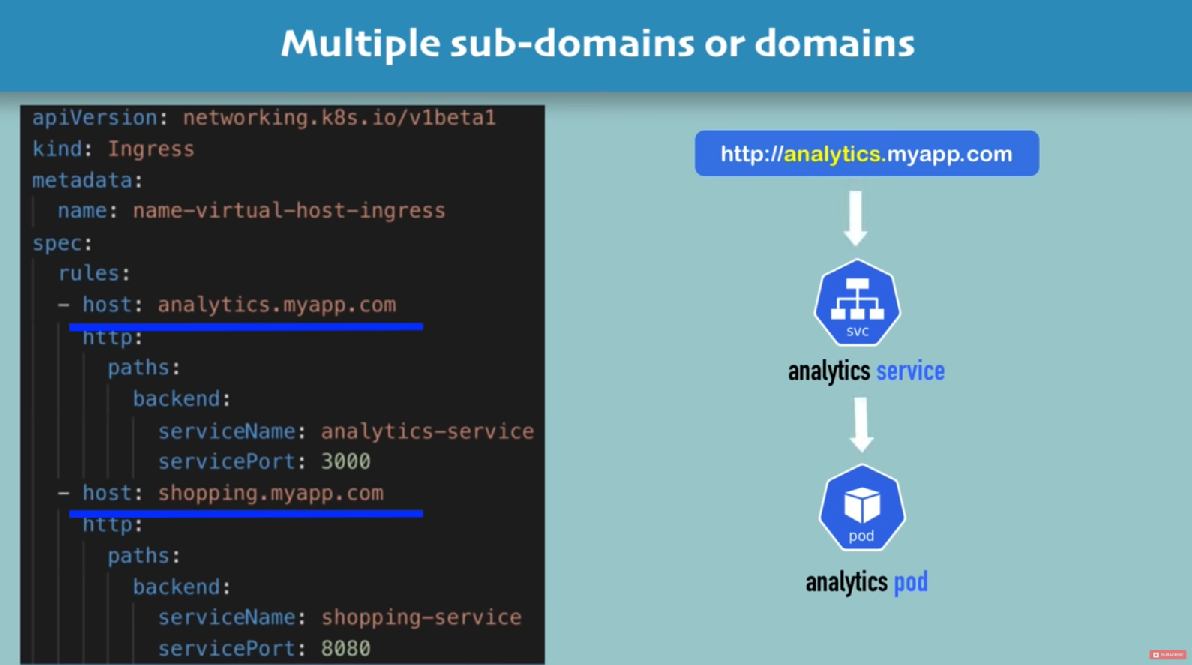 Multiple sub-domains or domains
apiVersion: networking.k8s.io/v1beta1
kind: Ingress
metadata:
  name: name-virtual-host-ingress
spec:
  rules:
  - host: analytics.myapp.com
    http:
      paths:
        backend:
          serviceName: analytics-service
          servicePort: 3000
  - host: shopping.myapp.com
    http:
      paths:
        backend:
          serviceName: shopping-service
          servicePort: 8080
http://analytics.myapp.com
svc
analytics service
pod
analytics pod
SUBSCRIBE